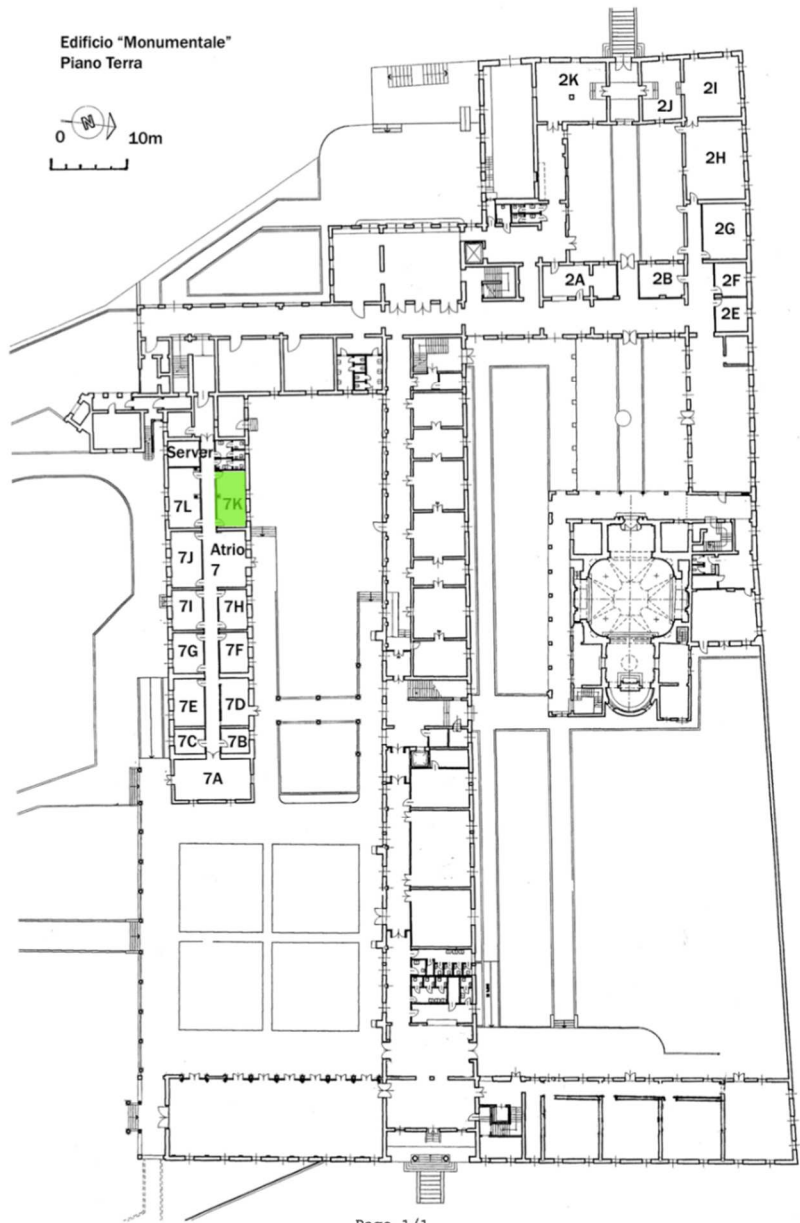 Edificio “Monumentale”
Piano Terra
N
0 10m
2K
2J
2I
2H
2G
2A
2B
2F
2E
Server
7L
7K
7J
Atrio
7
7I
7H
7G
7F
7E
7D
7C
7B
7A
Page 1/1